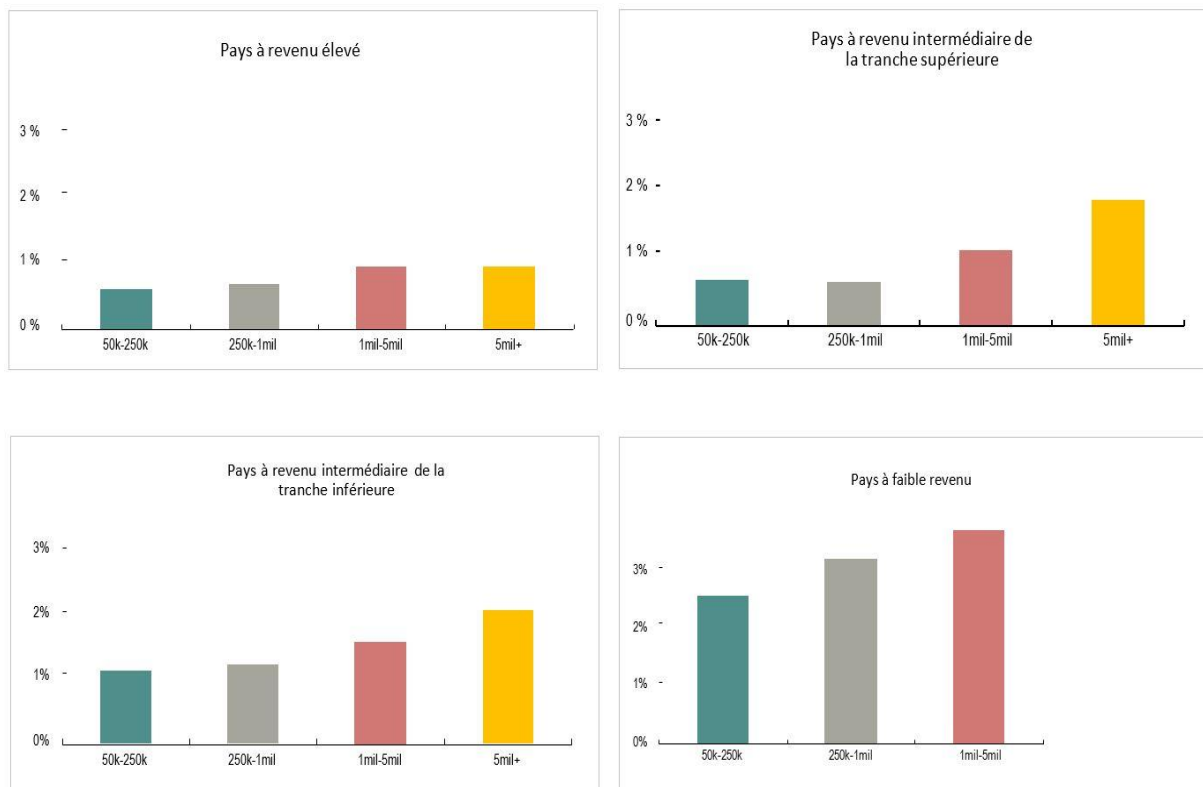 Pays à revenu élevé
3 %
2 %
1 %
0 %
50k-250k 250k-1mil 1mil-5mil 5mil+
Pays à revenu intermédiaire de
la tranche supérieure
3 %
2 %
1 %
0 %
50k-250k 250k-1mil 1mil-5mil 5mil+
Pays à revenu intermédiaire de la
tranche inférieure
3%
2%
1%
0%
50k-250k 250k-1mil 1mil-5mil 5mil+
Pays à faible revenu
3%
2%
1%
0%
50k-250k 250k-1mil 1mil-5mil